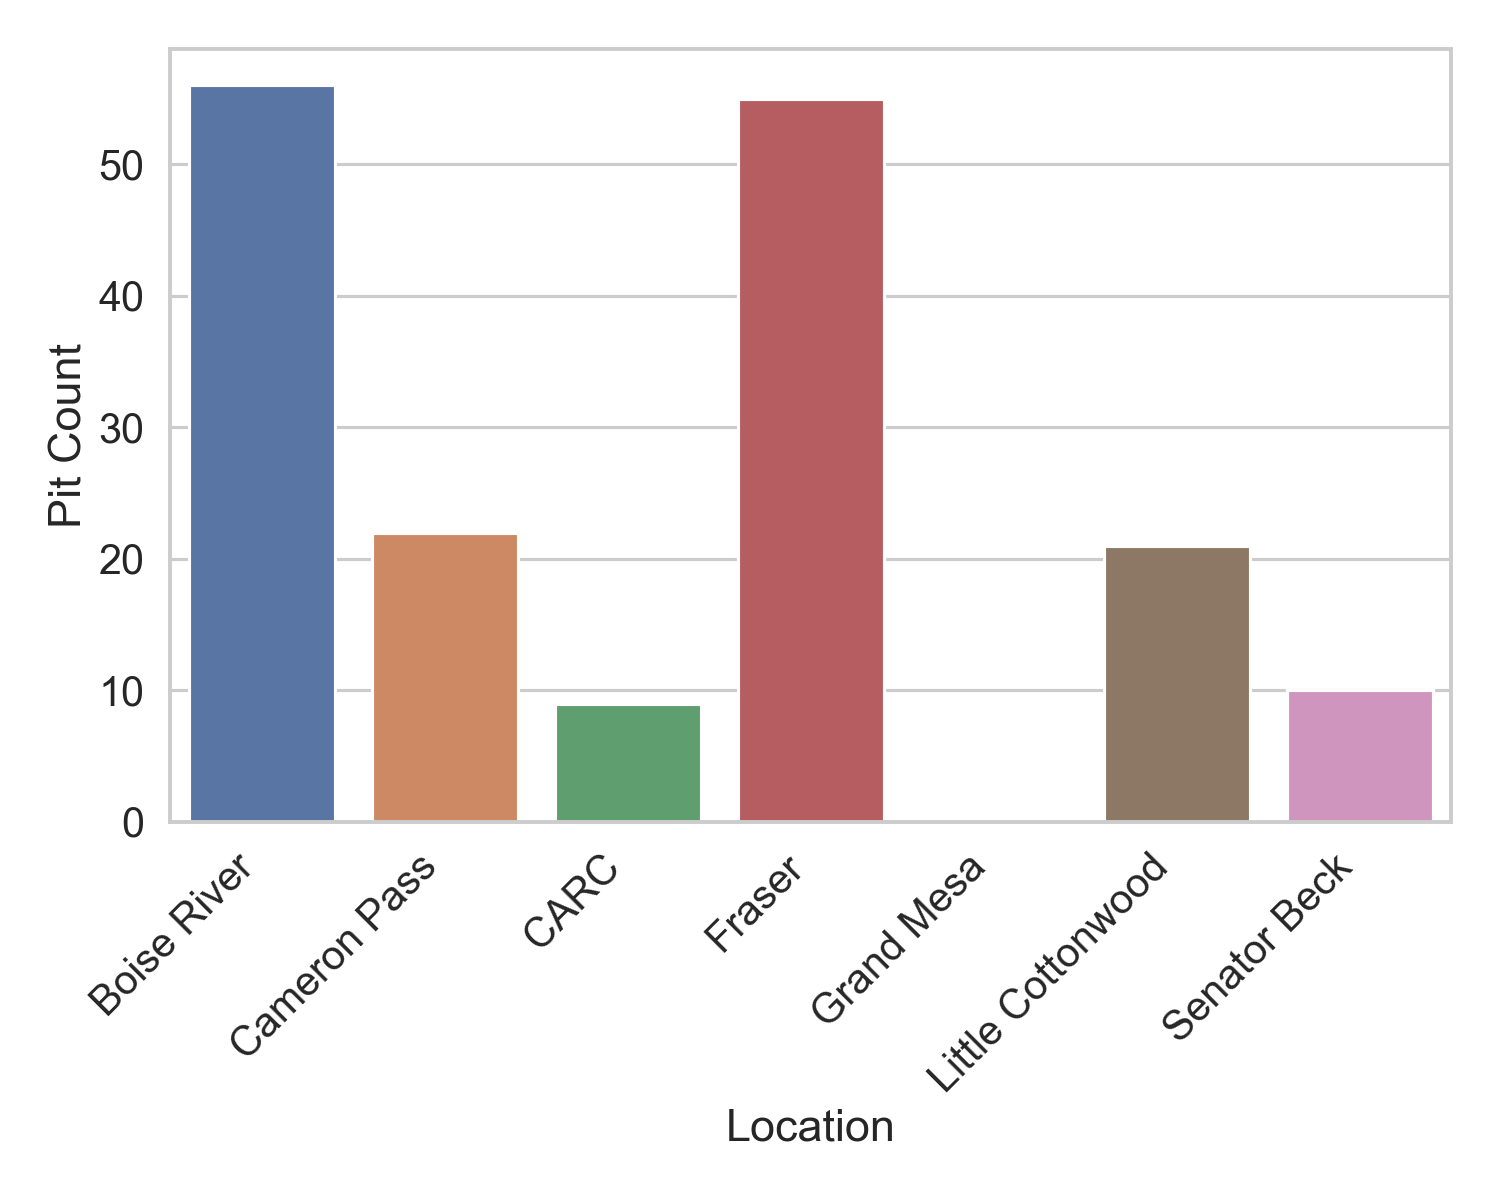 Pit Count
50
40
30
20
10
0
Boise River
Cameron Pass
CARC
Fraser
Grand Mesa
Little Cottonwood
Senator Beck
Location